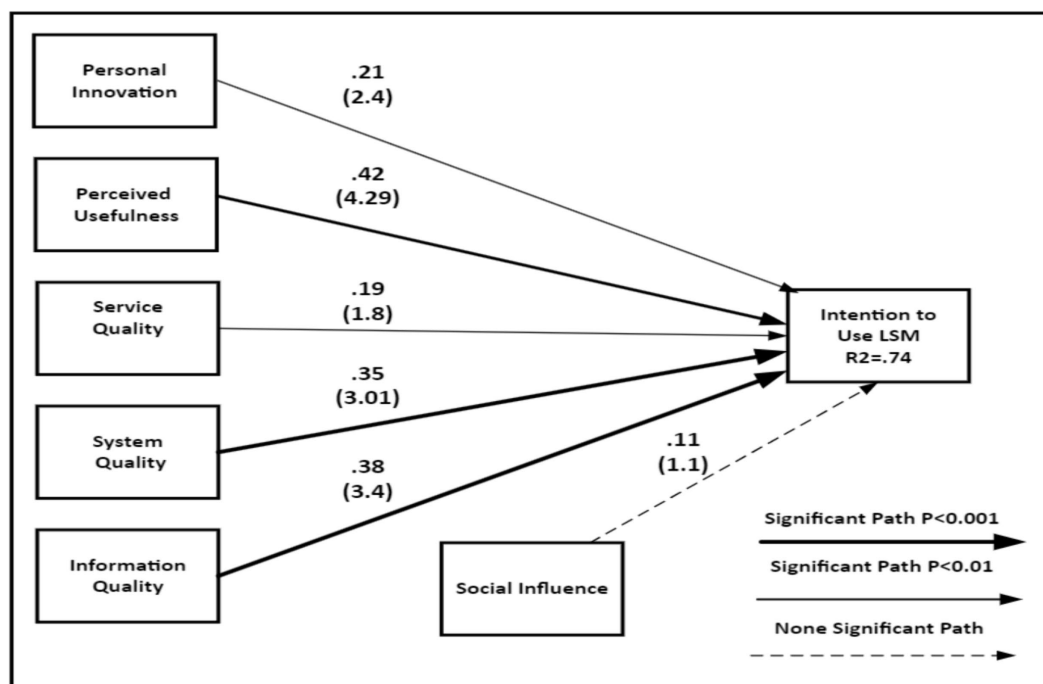 Personal
Innovation
.21
(2.4)
Perceived
Usefulness
.42
(4.29)
Service
Quality
.19
(1.8)
Intention to
Use LSM
R2=.74
System
Quality
.35
(3.01)
Information
Quality
.38
(3.4)
.11
(1.1)
Social Influence
Significant Path P<0.001
Significant Path P<0.01
None Significant Path